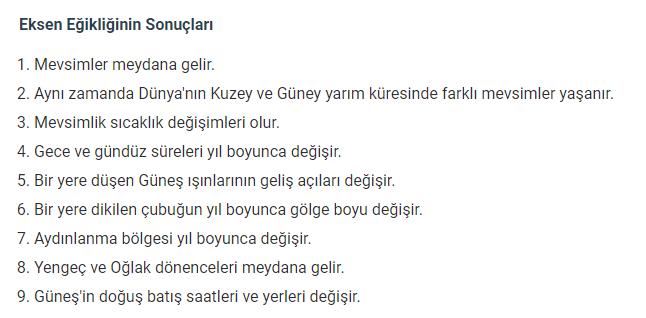 Eksen Eğikliğinin Sonuçları
1. Mevsimler meydana gelir.
2. Aynı zamanda Dünya'nın Kuzey ve Güney yarım küresinde farklı mevsimler yaşanır.
3. Mevsimlik sıcaklık değişimleri olur.
4. Gece ve gündüz süreleri yıl boyunca değişir.
5. Bir yere düşen Güneş ışınlarının geliş açıları değişir.
6. Bir yere dikilen çubuğun yıl boyunca gölge boyu değişir.
7. Aydınlanma bölgesi yıl boyunca değişir.
8. Yengeç ve Oğlak dönenceleri meydana gelir.
9. Güneş'in doğuş batış saatleri ve yerleri değişir.